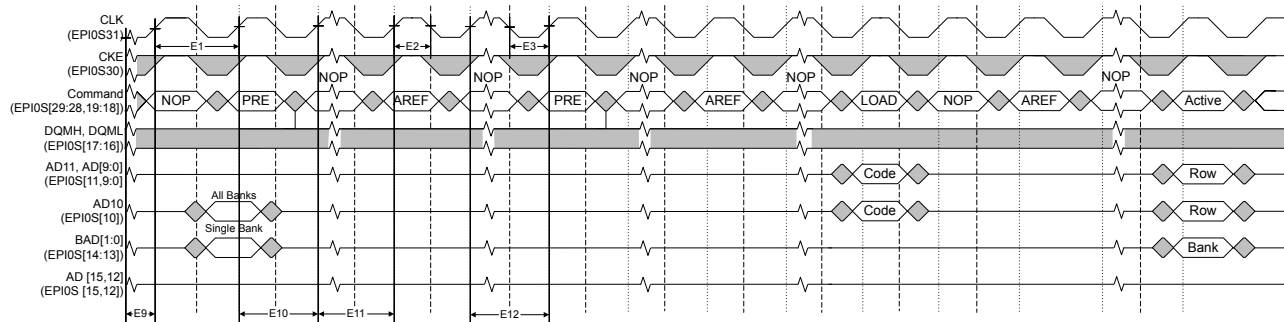 CLK
(EPI0S31)
E1
E2
E3
CKE
(EPI0S30)
NOP
NOP
NOP
NOP
NOP
Command
(EPI0S[29:28,19:18])
NOP
PRE
AREF
PRE
AREF
LOAD
NOP
AREF
Active
DQMH, DQML
(EPI0S[17:16])
AD11, AD[9:0]
(EPI0S[11,9:0]
Code
Row
All Banks
AD10
(EPI0S[10])
Code
Row
Single Bank
BAD[1:0]
(EPI0S[14:13])
Bank
AD [15,12]
(EPI0S [15,12])
E9
E10
E11
E12